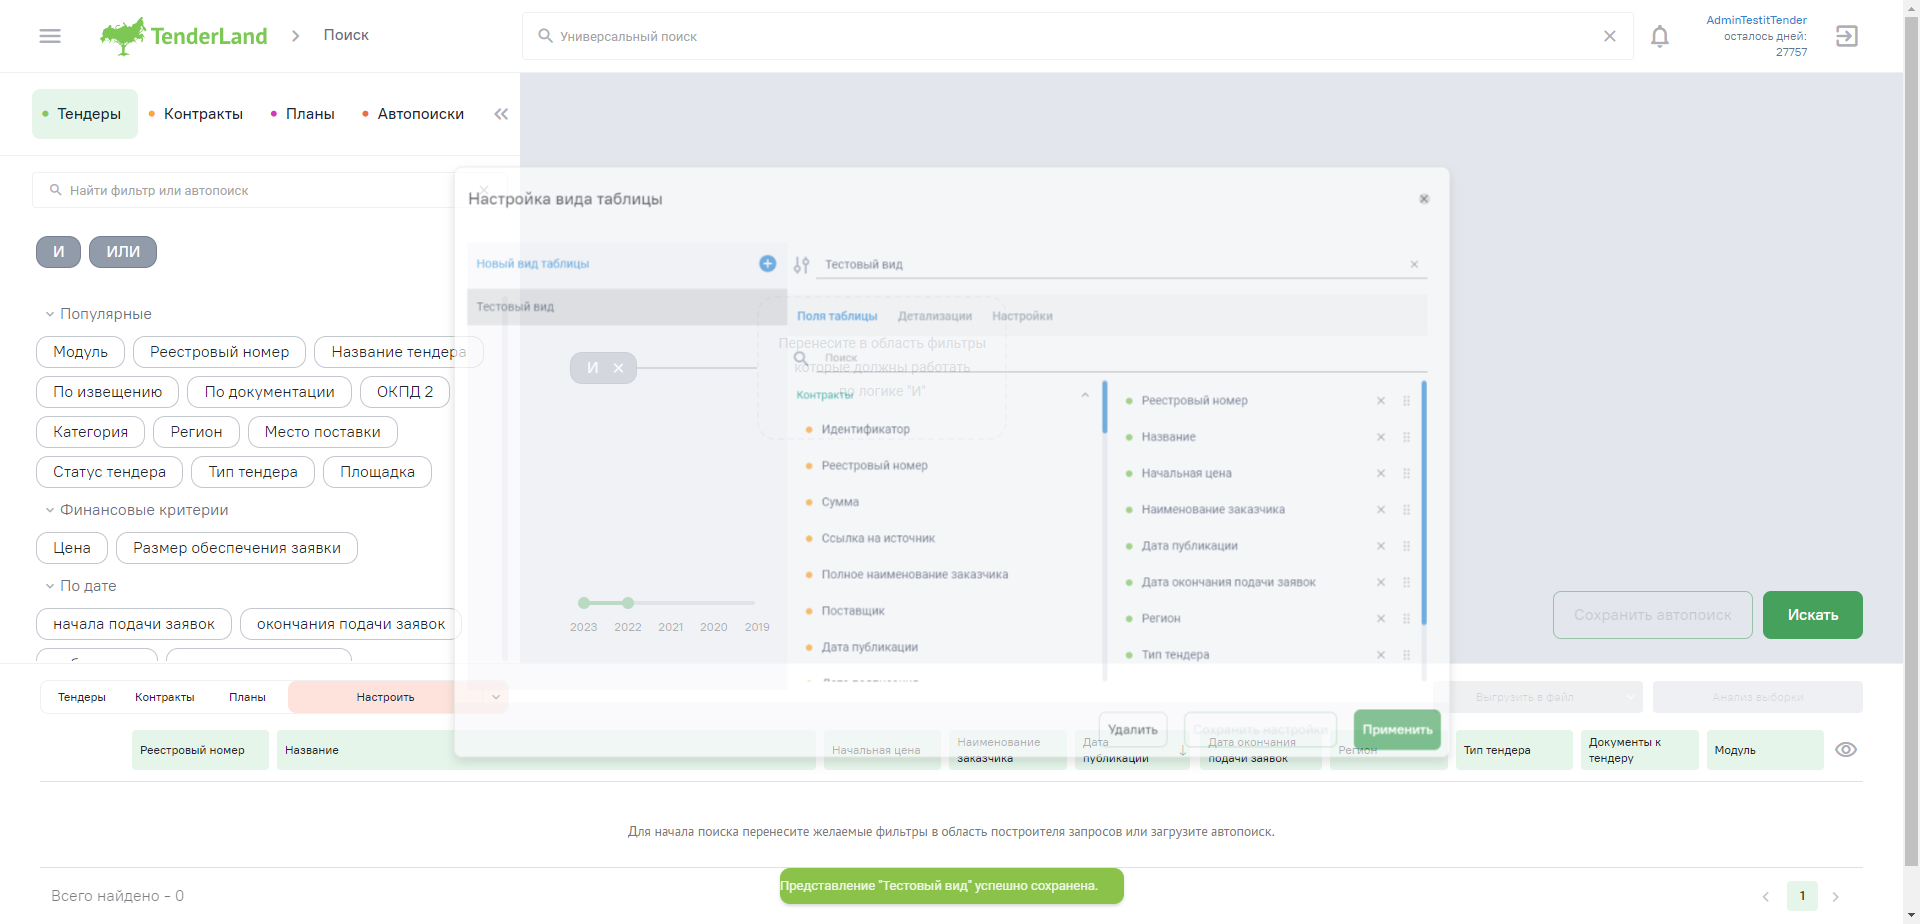 TenderLand
Поиск
Универсальный поиск
AdminTestitTender
осталось дней:
27757
Тендеры
Контракты
Планы
Автопоиски
Найти фильтр или автопоиск
И
ИЛИ
Популярные
Модуль
Реестровый номер
Название тендера
По извещению
По документации
ОКПД 2
Категория
Регион
Место поставки
Статус тендера
Тип тендера
Площадка
Финансовые критерии
Цена
Размер обеспечения заявки
По дате
начала подачи заявок
окончания подачи заявок
Настройка вида таблицы
Новый вид таблицы
Тестовый вид
Тестовый вид
Поля таблицы
Детализации
Настройки
Перенесите в область фильтры
которые должны работать
по логике "И"
И
Поиск
Контракты
Идентификатор
Реестровый номер
Сумма
Ссылка на источник
Полное наименование заказчика
Поставщик
Дата публикации
Реестровый номер
Название
Начальная цена
Наименование заказчика
Дата публикации
Дата окончания подачи заявок
Регион
Тип тендера
2023
2022
2021
2020
2019
Удалить
Сохранить настройки
Применить
Сохранить автопоиск
Искать
Тендеры
Контракты
Планы
Настроить
Выгрузить в файл
Анализ выборки
Реестровый номер
Название
Начальная цена
Наименование
заказчика
Дата
публикации
Дата окончания
подачи заявок
Регион
Тип тендера
Документы к
тендеру
Модуль
Для начала поиска перенесите желаемые фильтры в область построителя запросов или загрузите автопоиск.
Представление "Тестовый вид" успешно сохранена.
Всего найдено - 0
1